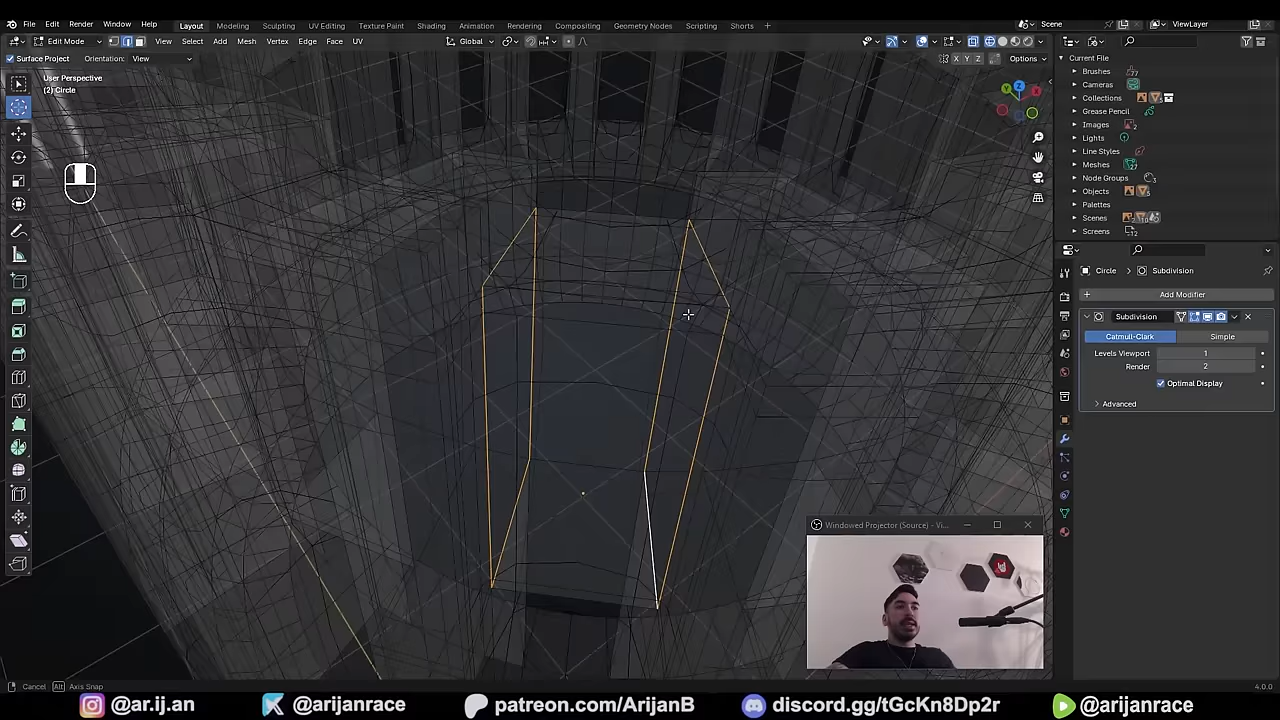 File Edit Render Window Help
Layout Modeling Sculpting UV Editing Texture Paint Shading Animation Rendering Compositing Geometry Nodes Scripting Shorts +
Scene
ViewLayer
Edit Mode
View Select Add Mesh Vertex Edge Face UV
Global
X Y Z Options
Surface Project Orientation: View
User Perspective
(2) Circle
Current File
Brushes
Cameras
Collections
Grease Pencil
Images
Lights
Line Styles
Meshes
Node Groups
Objects
Palettes
Scenes
Screens
Circle > Subdivision
+ Add Modifier
Subdivision
Catmull-Clark Simple
Levels Viewport 1
Render 2
Optimal Display
Advanced
Windowed Projector (Source) - Vi...
Cancel Alt Axis Snap
4.0.0
@ar.ij.an @arijanrace patreon.com/ArijanB discord.gg/tGcKn8Dp2r @arijanrace